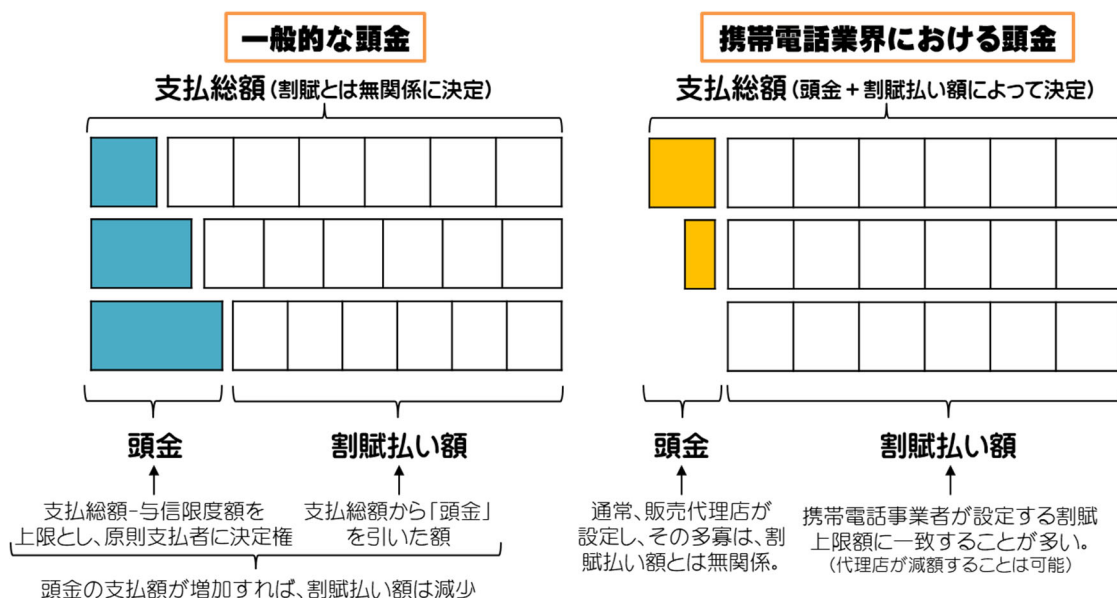 一般的な頭金
支払総額(割賦とは無関係に決定)
頭金
割賦払い額
支払総額-与信限度額を
上限とし、原則支払者に決定権
支払総額から「頭金」
を引いた額
頭金の支払額が増加すれば、割賦払い額は減少
携帯電話業界における頭金
支払総額(頭金+割賦払い額によって決定)
頭金
割賦払い額
通常、販売代理店が
設定し、その多寡は、割
賦払い額とは無関係。
携帯電話事業者が設定する割賦
上限額に一致することが多い。
(代理店が減額することは可能)